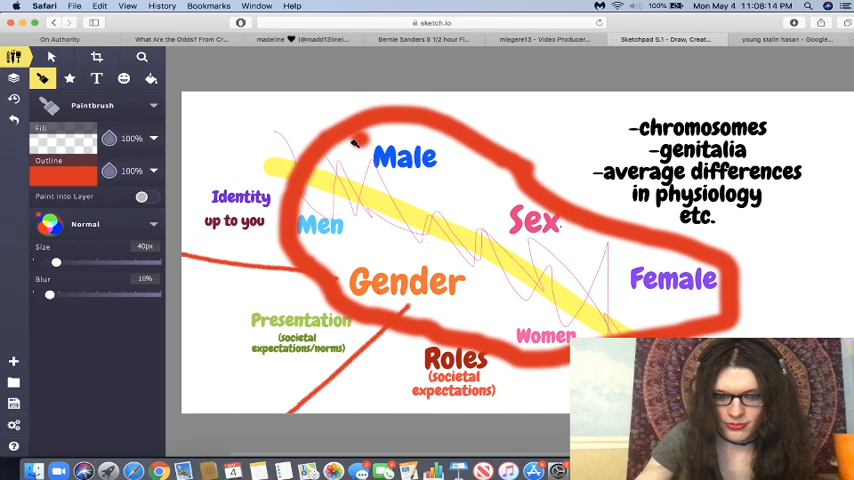 Safari File Edit View History Bookmarks Window Help
100%
Mon May 4 11:08:14 PM
sketch.io
On Authority
What Are the Odds? From Cr...
madeline 🖤 (@madd13line)...
Bernie Sanders 8 1/2 hour Fi...
mlegere13 - Video Producer...
Sketchpad 5.1 - Draw, Creat...
young stalin hasan - Google...
Paintbrush
Fill
100%
Outline
100%
Paint Into Layer
Normal
Size
40px
Blur
10%
Male
-chromosomes
-genitalia
-average differences
in physiology
etc.
Identity
up to you
Men
Sex.
Gender
Female
Presentation
(societal
expectations/norms)
Women
Roles
(societal
expectations)